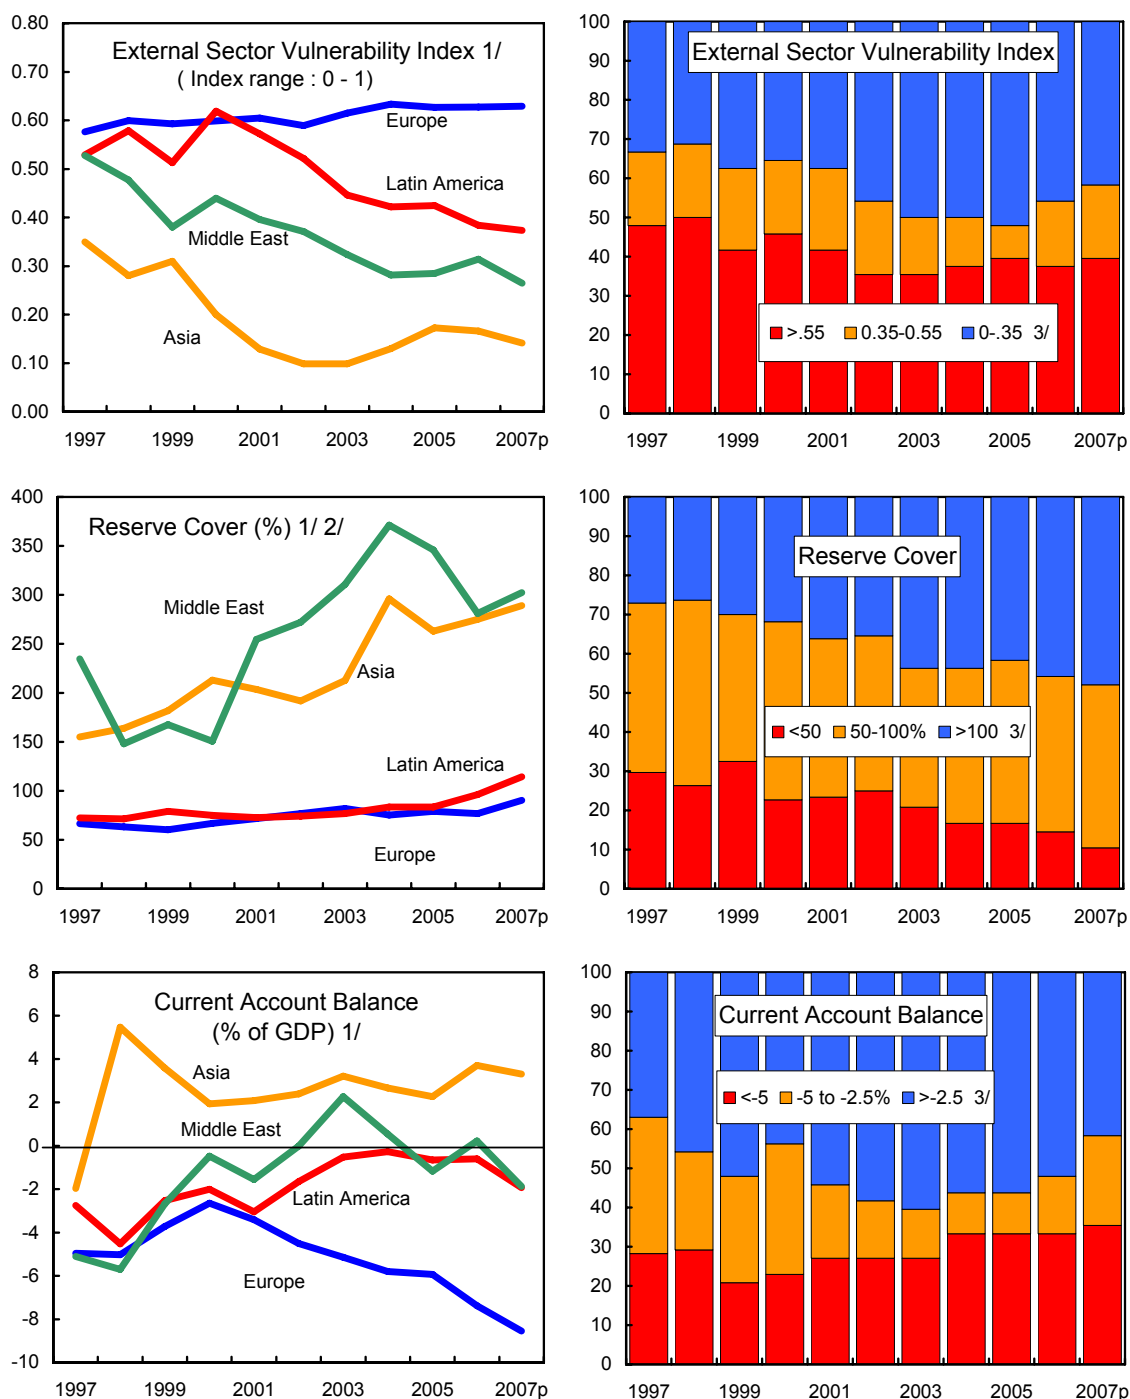 External Sector Vulnerability Index 1/
( Index range : 0 - 1)
0.80
0.70
0.60
0.50
0.40
0.30
0.20
0.10
0.00
Europe
Latin America
Middle East
Asia
1997 1999 2001 2003 2005 2007p
External Sector Vulnerability Index
100
90
80
70
60
50
40
30
20
10
0
>.55 0.35-0.55 0-.35 3/
1997 1999 2001 2003 2005 2007p
Reserve Cover (%) 1/ 2/
400
350
300
250
200
150
100
50
0
Middle East
Asia
Latin America
Europe
1997 1999 2001 2003 2005 2007p
Reserve Cover
100
90
80
70
60
50
40
30
20
10
0
<50 50-100% >100 3/
1997 1999 2001 2003 2005 2007p
Current Account Balance
(% of GDP) 1/
8
6
4
2
0
-2
-4
-6
-8
-10
Asia
Middle East
Latin America
Europe
1997 1999 2001 2003 2005 2007p
Current Account Balance
100
90
80
70
60
50
40
30
20
10
0
<-5 -5 to -2.5% >-2.5 3/
1997 1999 2001 2003 2005 2007p